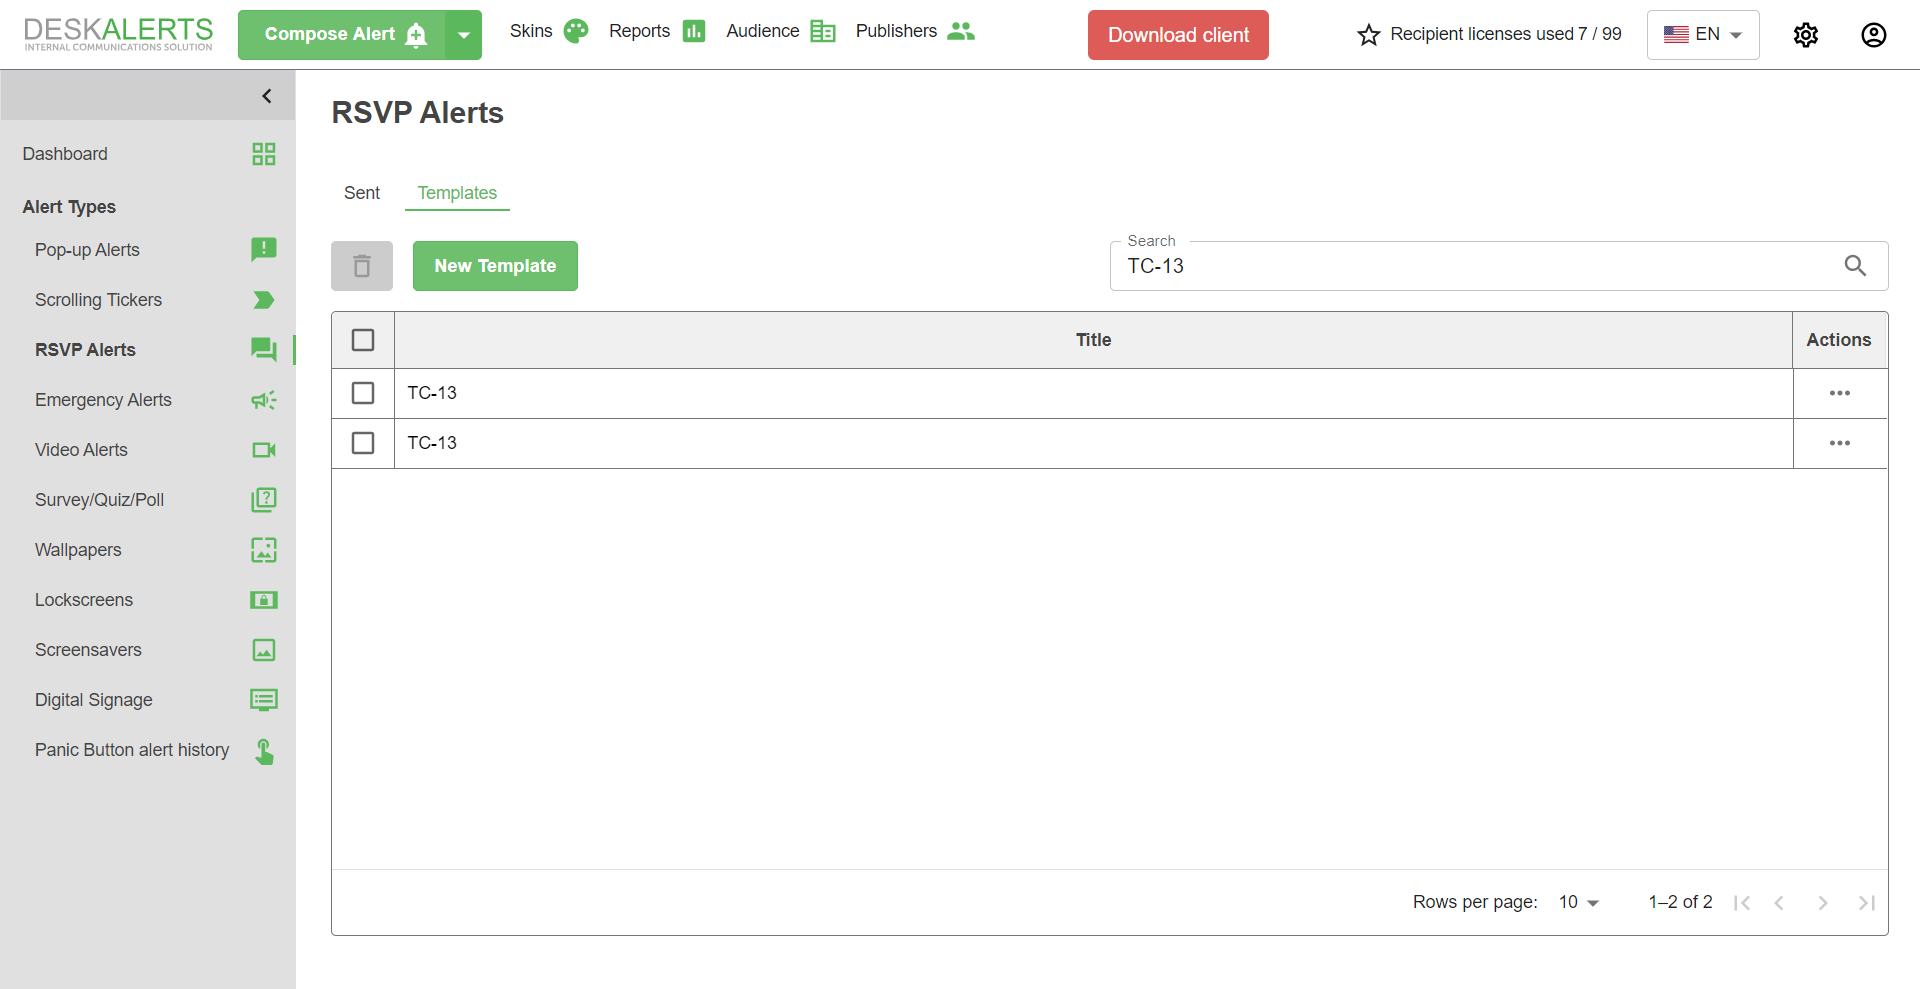 DESKALERTS
INTERNAL COMMUNICATIONS SOLUTION
Compose Alert
Skins
Reports
Audience
Publishers
Download client
Recipient licenses used 7 / 99
EN
Dashboard
Alert Types
Pop-up Alerts
Scrolling Tickers
RSVP Alerts
Emergency Alerts
Video Alerts
Survey/Quiz/Poll
Wallpapers
Lockscreens
Screensavers
Digital Signage
Panic Button alert history
RSVP Alerts
Sent
Templates
New Template
Search
TC-13
Title
Actions
TC-13
TC-13
Rows per page:
10
1–2 of 2